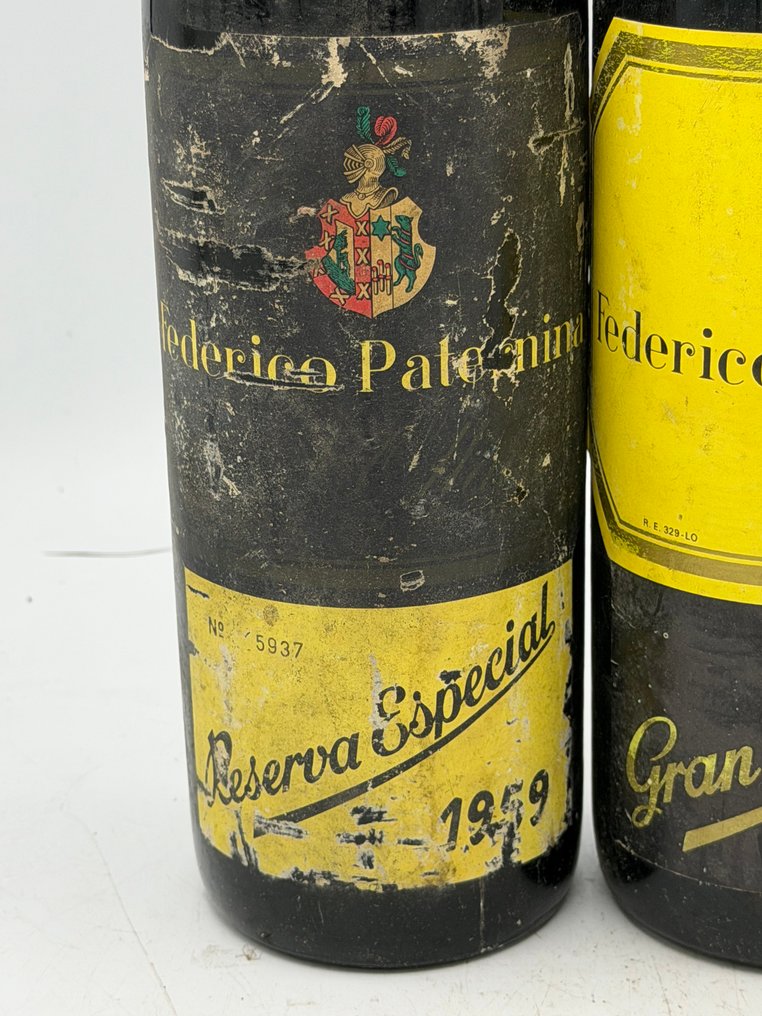 Federico Paternina
Nº 5937
Reserva Especial
1959
Federico
R. E. 329-LO
Gran